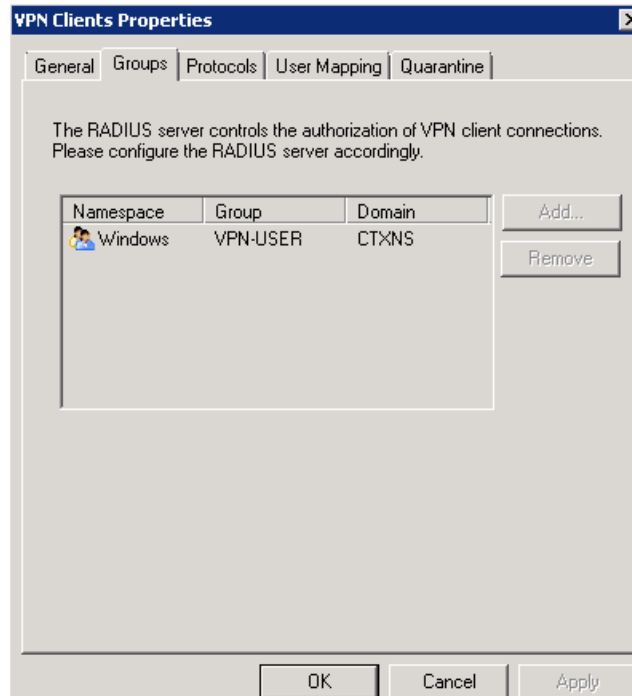 VPN Clients Properties
General Groups Protocols User Mapping Quarantine
The RADIUS server controls the authorization of VPN client connections.
Please configure the RADIUS server accordingly.
Namespace Group Domain Add...
Windows VPN-USER CTXNS
Remove
OK Cancel Apply